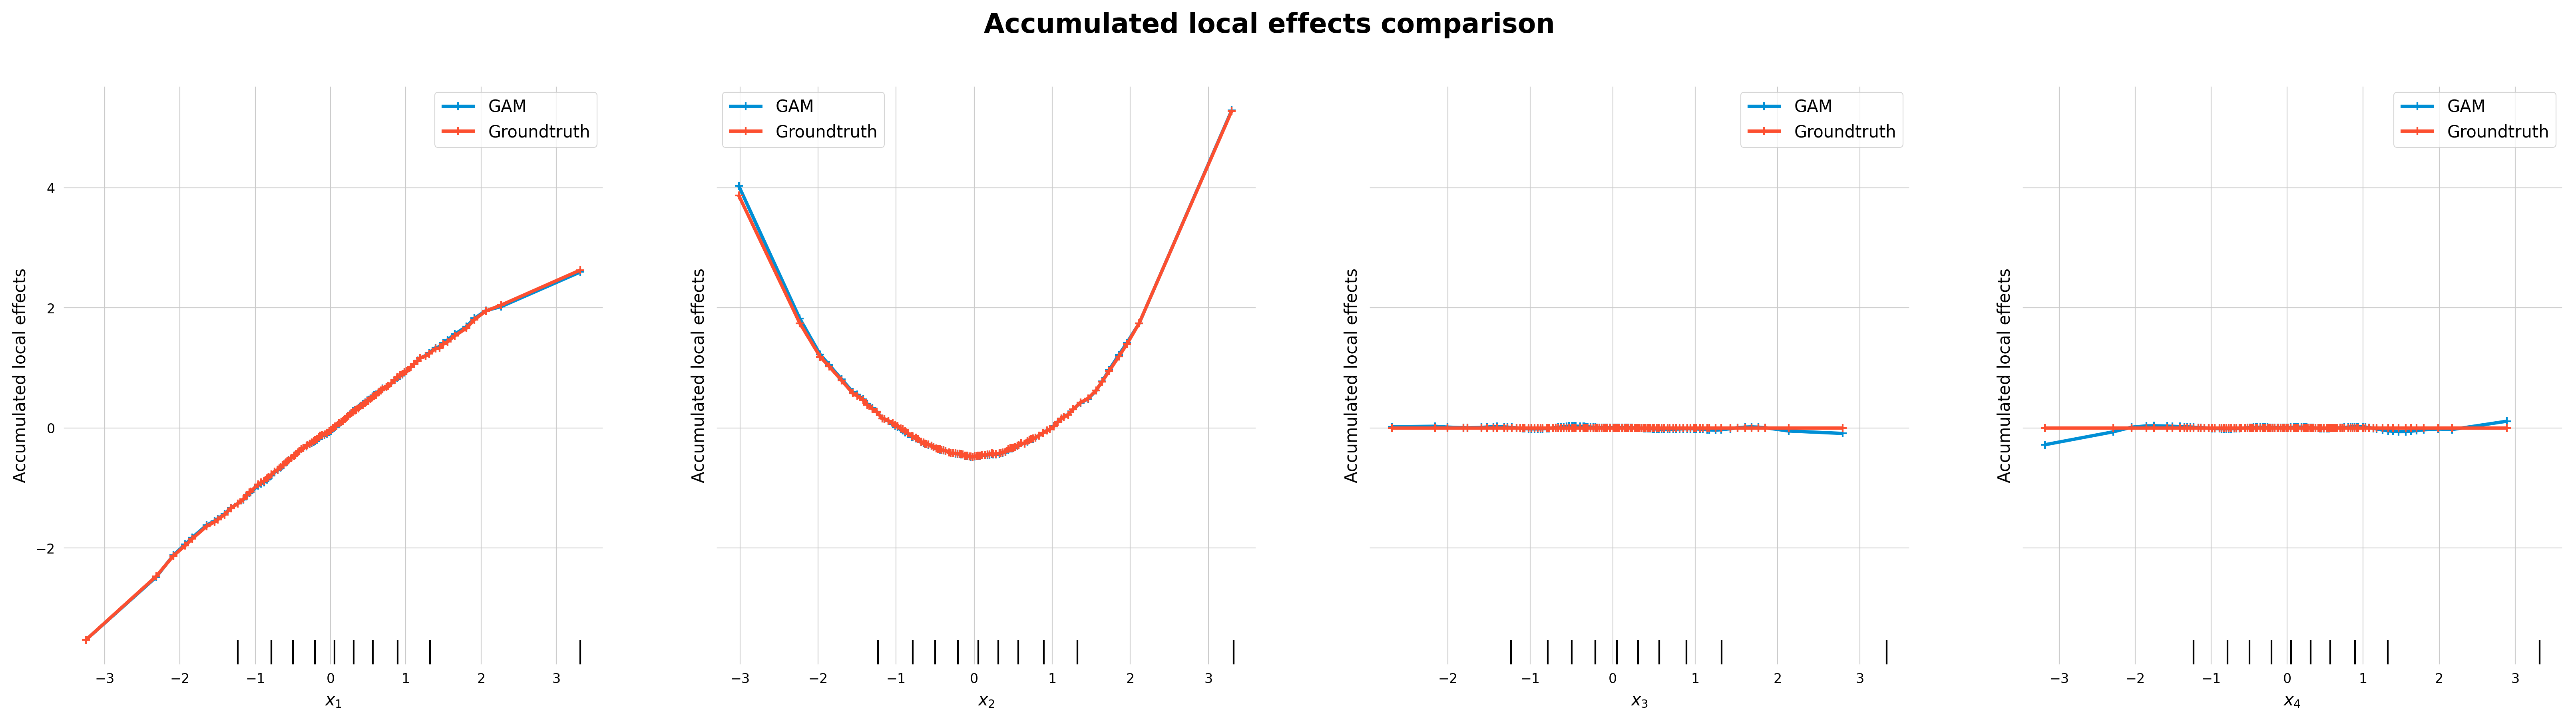 Accumulated local effects comparison
Accumulated local effects
4
2
0
−2
GAM
Groundtruth
−3 −2 −1 0 1 2 3
x₁
Accumulated local effects
GAM
Groundtruth
−3 −2 −1 0 1 2 3
x₂
Accumulated local effects
GAM
Groundtruth
−2 −1 0 1 2 3
x₃
Accumulated local effects
GAM
Groundtruth
−3 −2 −1 0 1 2 3
x₄